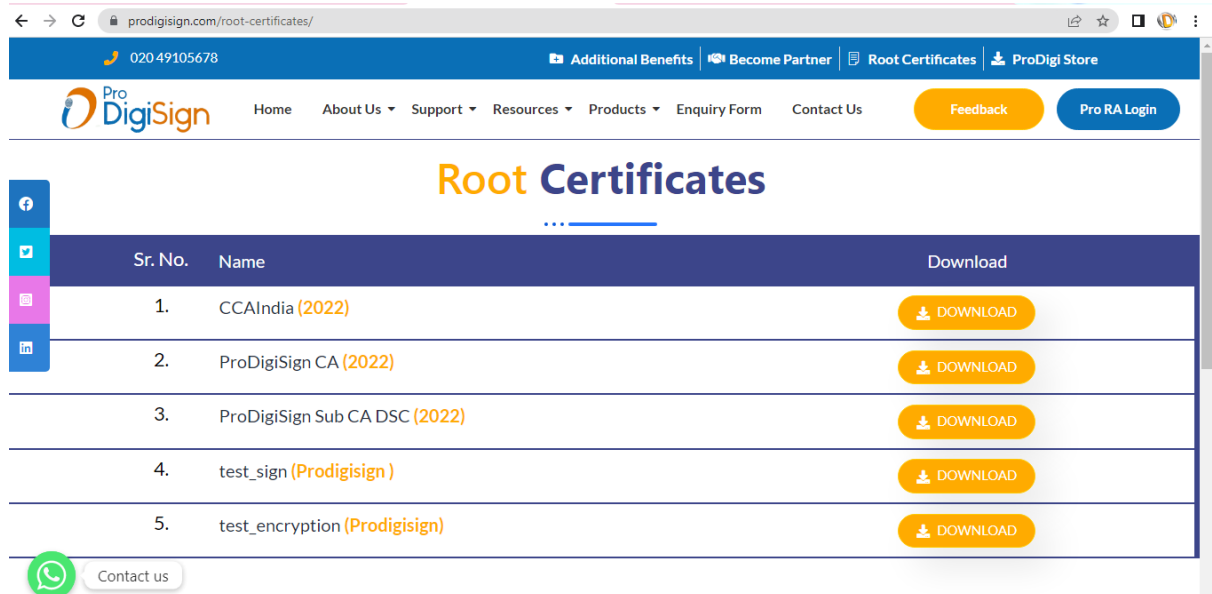 prodigisign.com/root-certificates/
020 49105678 Additional Benefits Become Partner Root Certificates ProDigi Store
Pro
DigiSign Home About Us Support Resources Products Enquiry Form Contact Us Feedback Pro RA Login
Root Certificates
Sr. No. Name Download
1. CCAIndia (2022) DOWNLOAD
2. ProDigiSign CA (2022) DOWNLOAD
3. ProDigiSign Sub CA DSC (2022) DOWNLOAD
4. test_sign (Prodigisign ) DOWNLOAD
5. test_encryption (Prodigisign) DOWNLOAD
Contact us